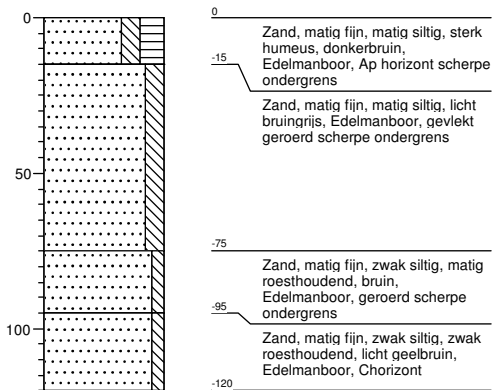 0
50
100
0
Zand, matig fijn, matig siltig, sterk
humeus, donkerbruin,
Edelmanboor, Ap horizont scherpe
ondergrens
-15
Zand, matig fijn, matig siltig, licht
bruingrijs, Edelmanboor, gevlekt
geroerd scherpe ondergrens
-75
Zand, matig fijn, zwak siltig, matig
roesthoudend, bruin,
Edelmanboor, geroerd scherpe
ondergrens
-95
Zand, matig fijn, zwak siltig, zwak
roesthoudend, licht geelbruin,
Edelmanboor, Chorizont
-120